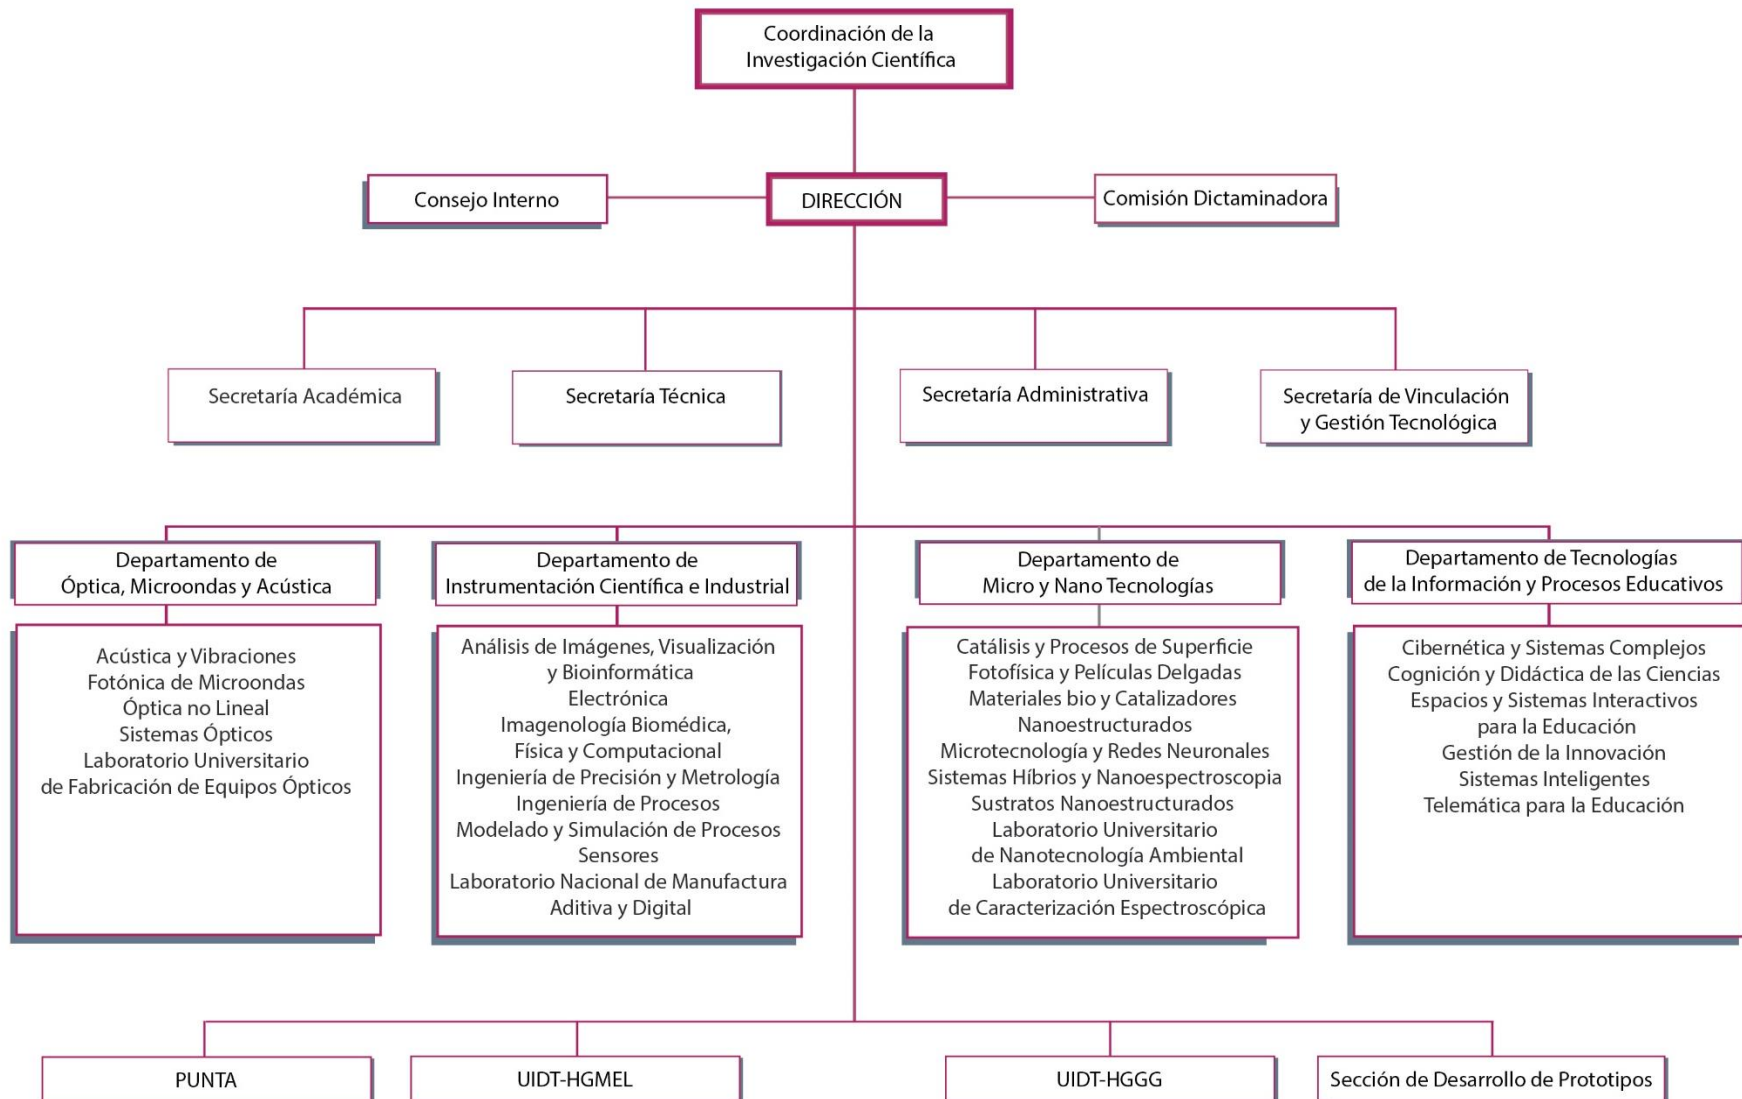 Coordinación de la
Investigación Científica
Consejo Interno
DIRECCIÓN
Comisión Dictaminadora
Secretaría Académica
Secretaría Técnica
Secretaría Administrativa
Secretaría de Vinculación
y Gestión Tecnológica
Departamento de
Óptica, Microondas y Acústica
Acústica y Vibraciones
Fotónica de Microondas
Óptica no Lineal
Sistemas Ópticos
Laboratorio Universitario
de Fabricación de Equipos Ópticos
Departamento de
Instrumentación Científica e Industrial
Análisis de Imágenes, Visualización
y Bioinformática
Electrónica
Imagenología Biomédica,
Física y Computacional
Ingeniería de Precisión y Metrología
Ingeniería de Procesos
Modelado y Simulación de Procesos
Sensores
Laboratorio Nacional de Manufactura
Aditiva y Digital
Departamento de
Micro y Nano Tecnologías
Catálisis y Procesos de Superficie
Fotofísica y Películas Delgadas
Materiales bio y Catalizadores
Nanoestructurados
Microtecnología y Redes Neuronales
Sistemas Híbrios y Nanoespectroscopia
Sustratos Nanoestructurados
Laboratorio Universitario
de Nanotecnología Ambiental
Laboratorio Universitario
de Caracterización Espectroscópica
Departamento de Tecnologías
de la Información y Procesos Educativos
Cibernética y Sistemas Complejos
Cognición y Didáctica de las Ciencias
Espacios y Sistemas Interactivos
para la Educación
Gestión de la Innovación
Sistemas Inteligentes
Telemática para la Educación
PUNTA
UIDT-HGMEL
UIDT-HGGG
Sección de Desarrollo de Prototipos